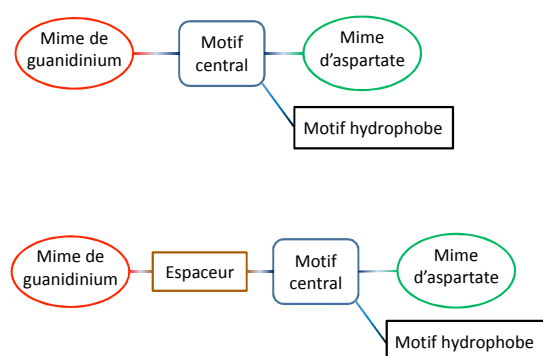 Mime de
guanidinium
Motif
central
Mime
d'aspartate
Motif hydrophobe
Mime de
guanidinium
Espaceur
Motif
central
Mime
d'aspartate
Motif hydrophobe